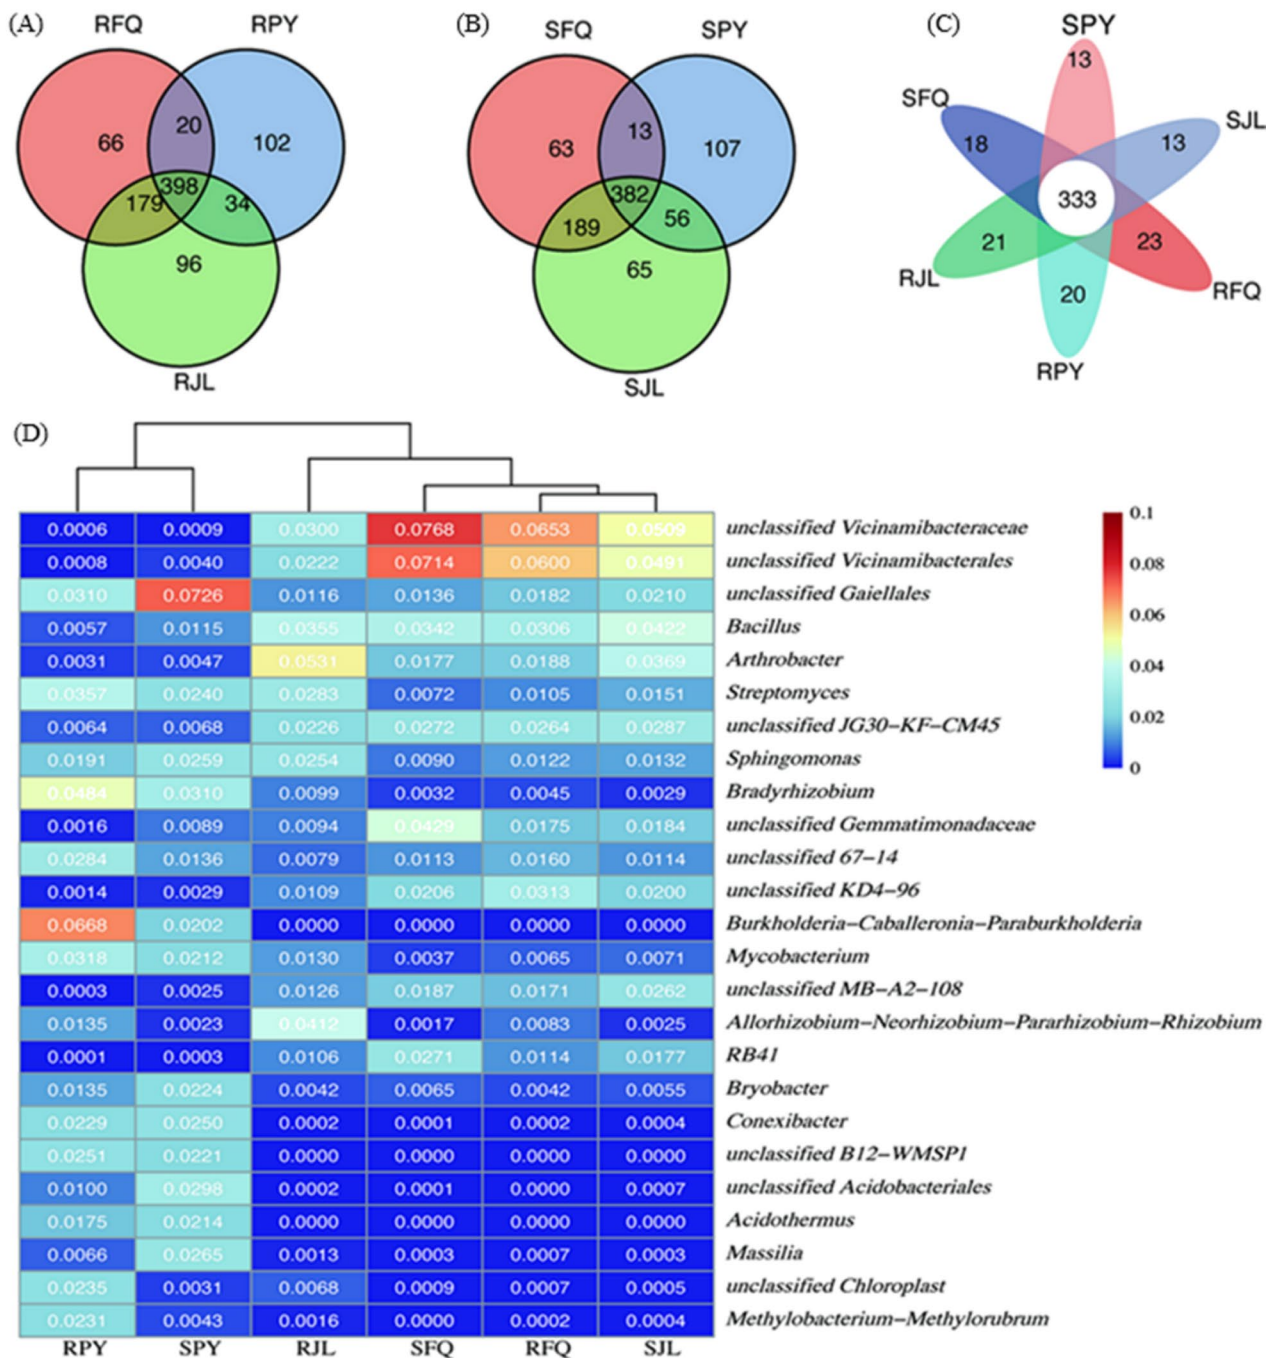 (A)
RFQ
RPY
66
20
102
398
179
34
96
RJL
(B)
SFQ
SPY
63
13
107
382
189
56
65
SJL
(C)
SPY
13
SFQ
18
SJL
13
333
21
23
RJL
RFQ
20
RPY
(D)
0.0006 0.0009 0.0300 0.0768 0.0653 0.0509 unclassified Vicinamibacteraceae
0.0008 0.0040 0.0222 0.0714 0.0600 0.0491 unclassified Vicinamibacterales
0.0310 0.0726 0.0116 0.0136 0.0182 0.0210 unclassified Gaiellales
0.0057 0.0115 0.0355 0.0342 0.0306 0.0422 Bacillus
0.0031 0.0047 0.0531 0.0177 0.0188 0.0369 Arthrobacter
0.0357 0.0240 0.0283 0.0072 0.0105 0.0151 Streptomyces
0.0064 0.0068 0.0226 0.0272 0.0264 0.0287 unclassified JG30−KF−CM45
0.0191 0.0259 0.0254 0.0090 0.0122 0.0132 Sphingomonas
0.0484 0.0310 0.0099 0.0032 0.0045 0.0029 Bradyrhizobium
0.0016 0.0089 0.0094 0.0429 0.0175 0.0184 unclassified Gemmatimonadaceae
0.0284 0.0136 0.0079 0.0113 0.0160 0.0114 unclassified 67−14
0.0014 0.0029 0.0109 0.0206 0.0313 0.0200 unclassified KD4−96
0.0668 0.0202 0.0000 0.0000 0.0000 0.0000 Burkholderia−Caballeronia−Paraburkholderia
0.0318 0.0212 0.0130 0.0037 0.0065 0.0071 Mycobacterium
0.0003 0.0025 0.0126 0.0187 0.0171 0.0262 unclassified MB−A2−108
0.0135 0.0023 0.0412 0.0017 0.0083 0.0025 Allorhizobium−Neorhizobium−Pararhizobium−Rhizobium
0.0001 0.0003 0.0106 0.0271 0.0114 0.0177 RB41
0.0135 0.0224 0.0042 0.0065 0.0042 0.0055 Bryobacter
0.0229 0.0250 0.0002 0.0001 0.0002 0.0004 Conexibacter
0.0251 0.0221 0.0000 0.0000 0.0000 0.0000 unclassified B12−WMSP1
0.0100 0.0298 0.0002 0.0001 0.0000 0.0007 unclassified Acidobacteriales
0.0175 0.0214 0.0000 0.0000 0.0000 0.0000 Acidothermus
0.0066 0.0265 0.0013 0.0003 0.0007 0.0003 Massilia
0.0235 0.0031 0.0068 0.0009 0.0007 0.0005 unclassified Chloroplast
0.0231 0.0043 0.0016 0.0000 0.0002 0.0004 Methylobacterium−Methylorubrum
RPY SPY RJL SFQ RFQ SJL
0.1
0.08
0.06
0.04
0.02
0